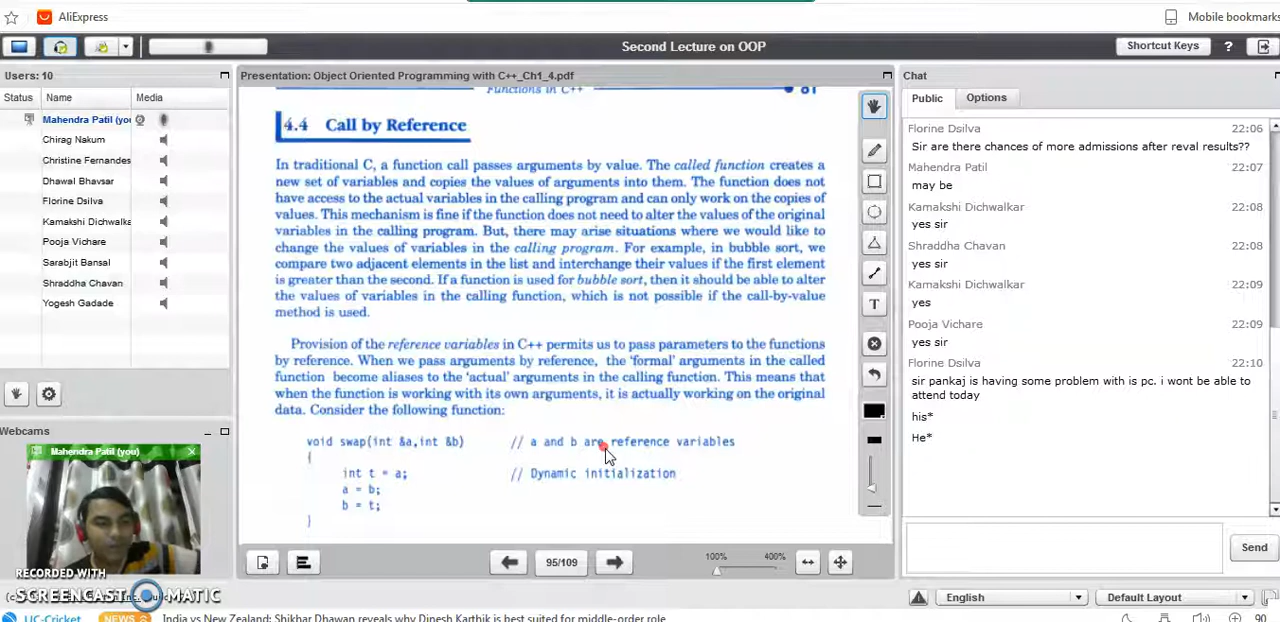 AliExpress
Mobile bookmarks
Second Lecture on OOP
Shortcut Keys
?
Users: 10
Status Name Media
Mahendra Patil (you
Chirag Nakum
Christine Fernandes
Dhawal Bhavsar
Florine Dsilva
Kamakshi Dichwalka
Pooja Vichare
Sarabjit Bansal
Shraddha Chavan
Yogesh Gadade
Webcams
Mahendra Patil (you)
RECORDED WITH
SCREENCAST MATIC
Presentation: Object Oriented Programming with C++_Ch1_4.pdf
Functions in C++ 81
4.4 Call by Reference
In traditional C, a function call passes arguments by value. The called function creates a
new set of variables and copies the values of arguments into them. The function does not
have access to the actual variables in the calling program and can only work on the copies of
values. This mechanism is fine if the function does not need to alter the values of the original
variables in the calling program. But, there may arise situations where we would like to
change the values of variables in the calling program. For example, in bubble sort, we
compare two adjacent elements in the list and interchange their values if the first element
is greater than the second. If a function is used for bubble sort, then it should be able to alter
the values of variables in the calling function, which is not possible if the call-by-value
method is used.
Provision of the reference variables in C++ permits us to pass parameters to the functions
by reference. When we pass arguments by reference, the 'formal' arguments in the called
function become aliases to the 'actual' arguments in the calling function. This means that
when the function is working with its own arguments, it is actually working on the original
data. Consider the following function:
void swap(int &a,int &b) // a and b are reference variables
{
int t = a; // Dynamic initialization
a = b;
b = t;
}
T
95/109
100% 400%
Chat
Public Options
Florine Dsilva 22:06
Sir are there chances of more admissions after reval results??
Mahendra Patil 22:07
may be
Kamakshi Dichwalkar 22:08
yes sir
Shraddha Chavan 22:08
yes sir
Kamakshi Dichwalkar 22:09
yes
Pooja Vichare 22:09
yes sir
Florine Dsilva 22:10
sir pankaj is having some problem with is pc. i wont be able to
attend today
his*
He*
Send
English Default Layout
UC-Cricket NEWS India vs New Zealand: Shikhar Dhawan reveals why Dinesh Karthik is best suited for middle-order role
90